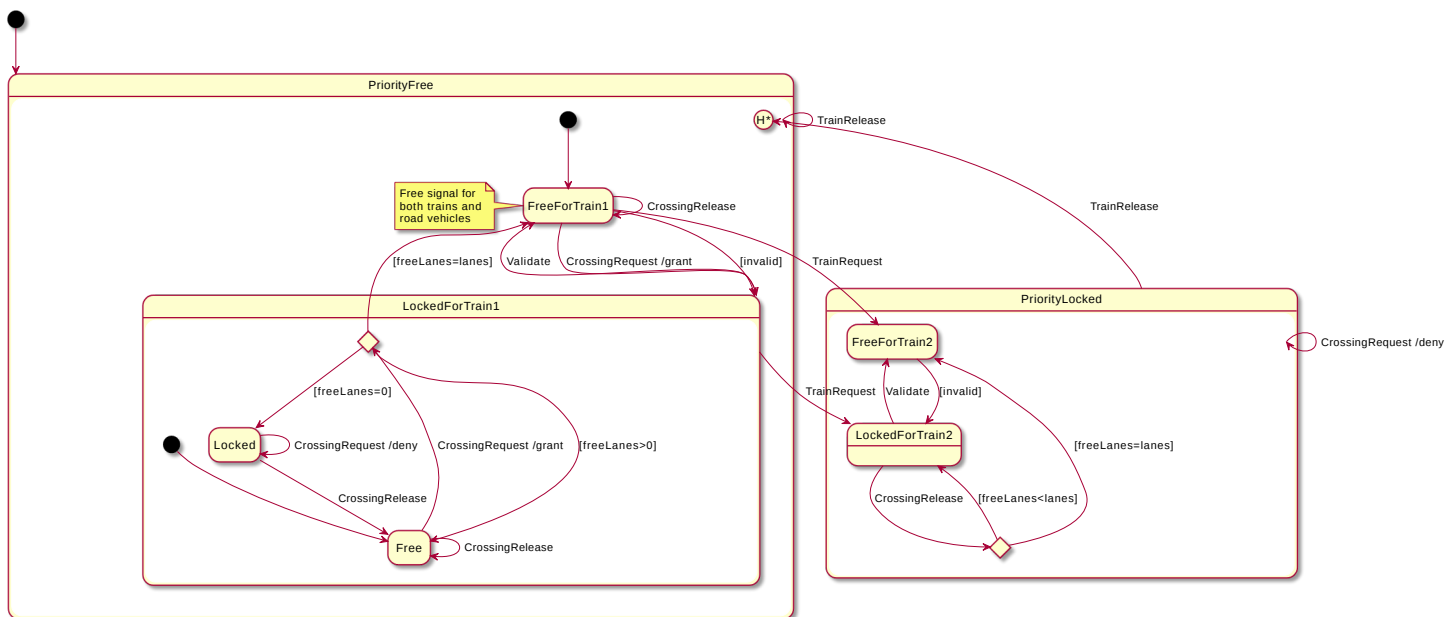 PriorityFree
H*
TrainRelease
Free signal for
both trains and
road vehicles
FreeForTrain1
CrossingRelease
TrainRelease
[freeLanes=lanes]
Validate
CrossingRequest /grant
[invalid]
TrainRequest
LockedForTrain1
PriorityLocked
FreeForTrain2
CrossingRequest /deny
[freeLanes=0]
TrainRequest
Validate
[invalid]
Locked
CrossingRequest /deny
CrossingRequest /grant
[freeLanes>0]
LockedForTrain2
[freeLanes=lanes]
CrossingRelease
CrossingRelease
[freeLanes<lanes]
Free
CrossingRelease